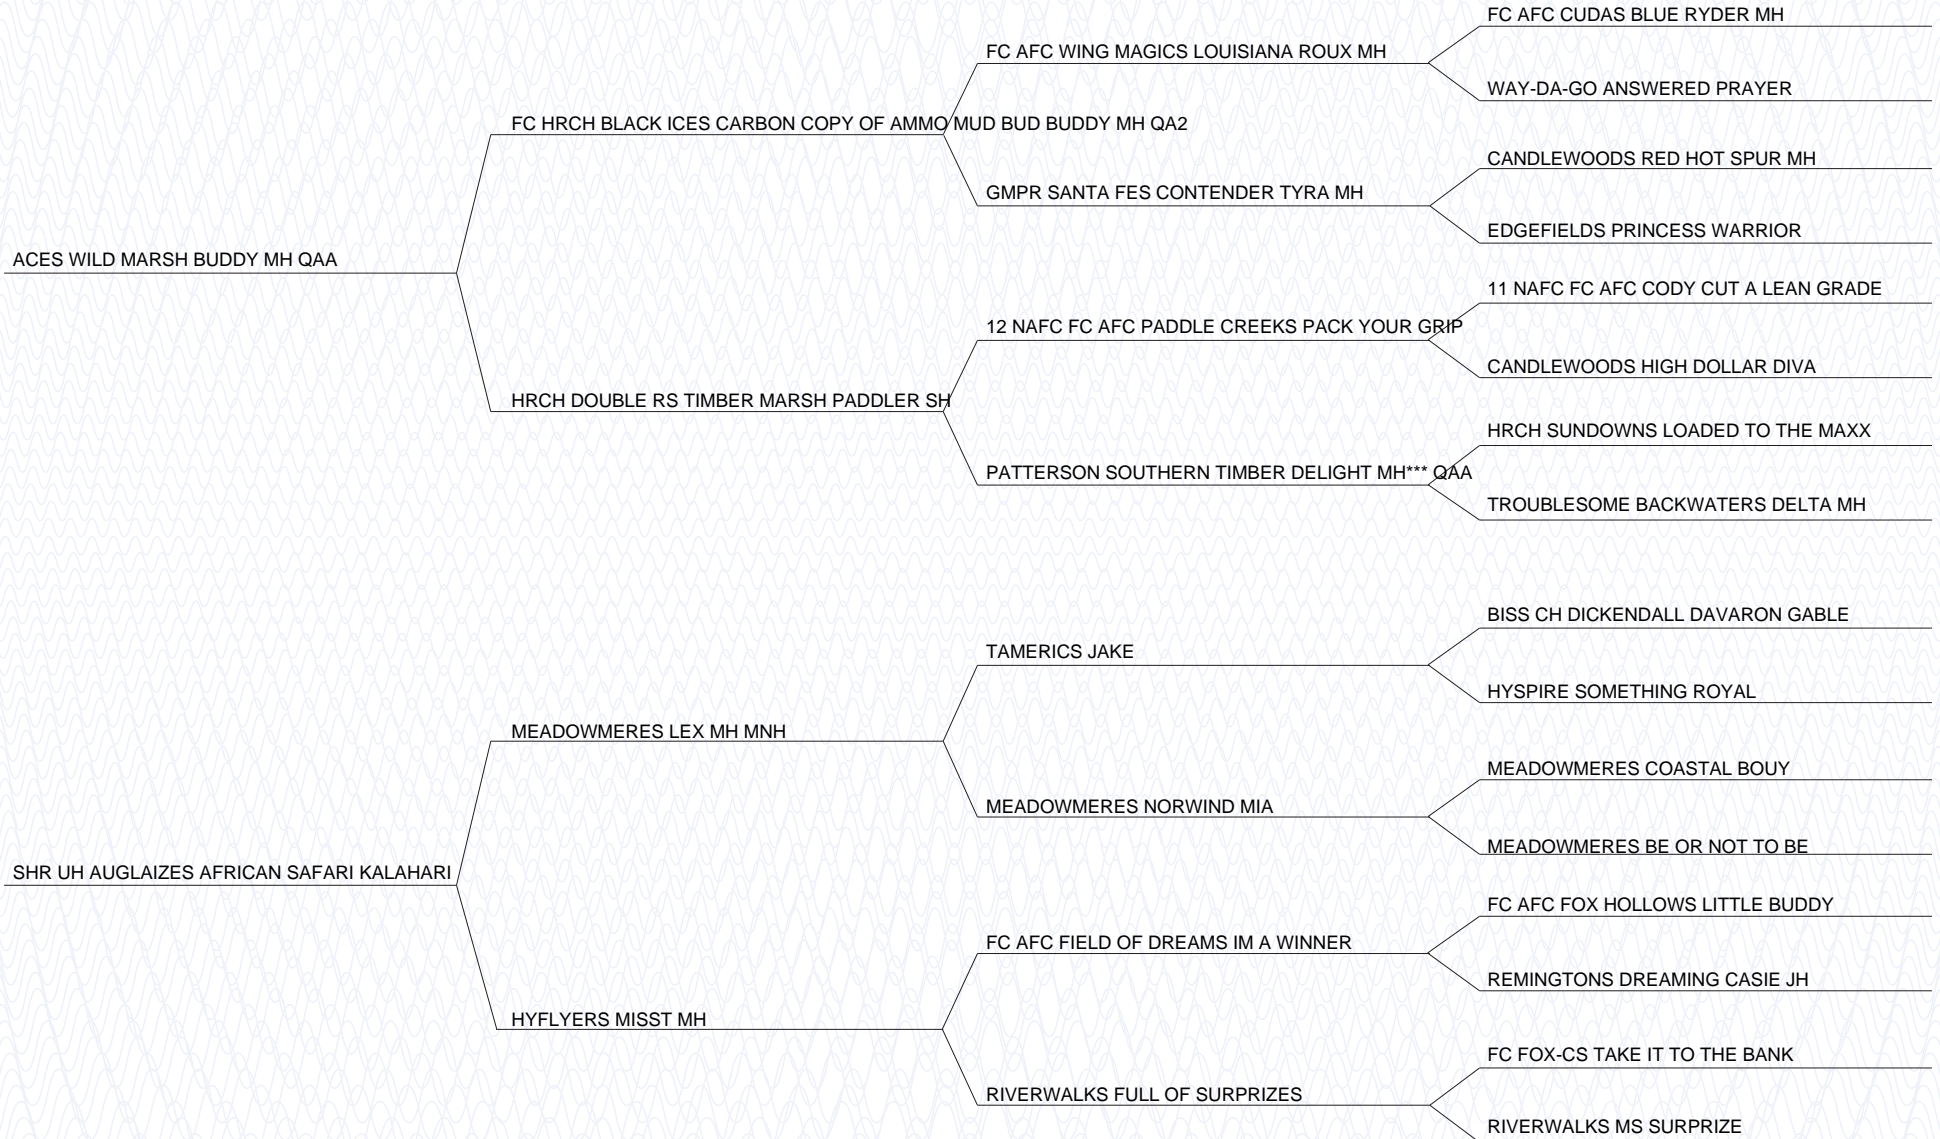 FC AFC CUDAS BLUE RYDER MH
FC AFC WING MAGICS LOUISIANA ROUX MH
WAY-DA-GO ANSWERED PRAYER
FC HRCH BLACK ICES CARBON COPY OF AMMO MUD BUD BUDDY MH QA2
CANDLEWOODS RED HOT SPUR MH
GMPR SANTA FES CONTENDER TYRA MH
EDGEFIELDS PRINCESS WARRIOR
ACES WILD MARSH BUDDY MH QAA
11 NAFC FC AFC CODY CUT A LEAN GRADE
12 NAFC FC AFC PADDLE CREEKS PACK YOUR GRIP
CANDLEWOODS HIGH DOLLAR DIVA
HRCH DOUBLE RS TIMBER MARSH PADDLER SH
HRCH SUNDOWNS LOADED TO THE MAXX
PATTERSON SOUTHERN TIMBER DELIGHT MH*** QAA
TROUBLESOME BACKWATERS DELTA MH
BISS CH DICKENDALL DAVARON GABLE
TAMERICS JAKE
HYSPIRE SOMETHING ROYAL
MEADOWMERES LEX MH MNH
MEADOWMERES COASTAL BOUY
MEADOWMERES NORWIND MIA
MEADOWMERES BE OR NOT TO BE
SHR UH AUGLAIZES AFRICAN SAFARI KALAHARI
FC AFC FOX HOLLOWS LITTLE BUDDY
FC AFC FIELD OF DREAMS IM A WINNER
REMINGTONS DREAMING CASIE JH
HYFLYERS MISST MH
FC FOX-CS TAKE IT TO THE BANK
RIVERWALKS FULL OF SURPRIZES
RIVERWALKS MS SURPRIZE